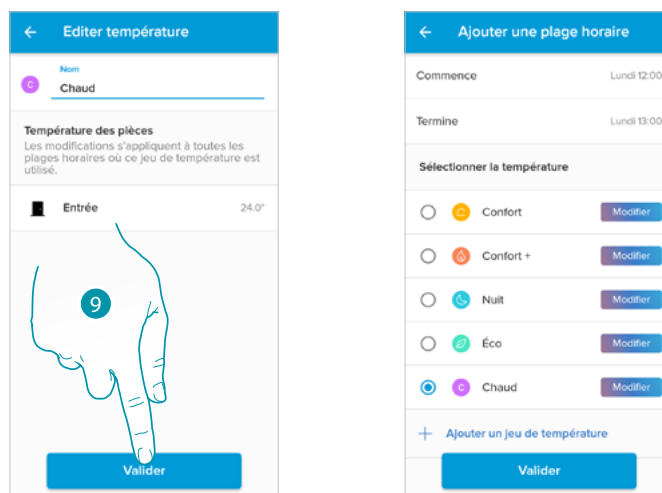 Editer température
Nom
C
Chaud
Température des pièces
Les modifications s'appliquent à toutes les
plages horaires où ce jeu de température est
utilisé.
Entrée 24.0°
9
Valider
Ajouter une plage horaire
Commence Lundi 12:00
Termine Lundi 13:00
Sélectionner la température
Confort Modifier
Confort + Modifier
Nuit Modifier
Éco Modifier
C Chaud Modifier
+ Ajouter un jeu de température
Valider